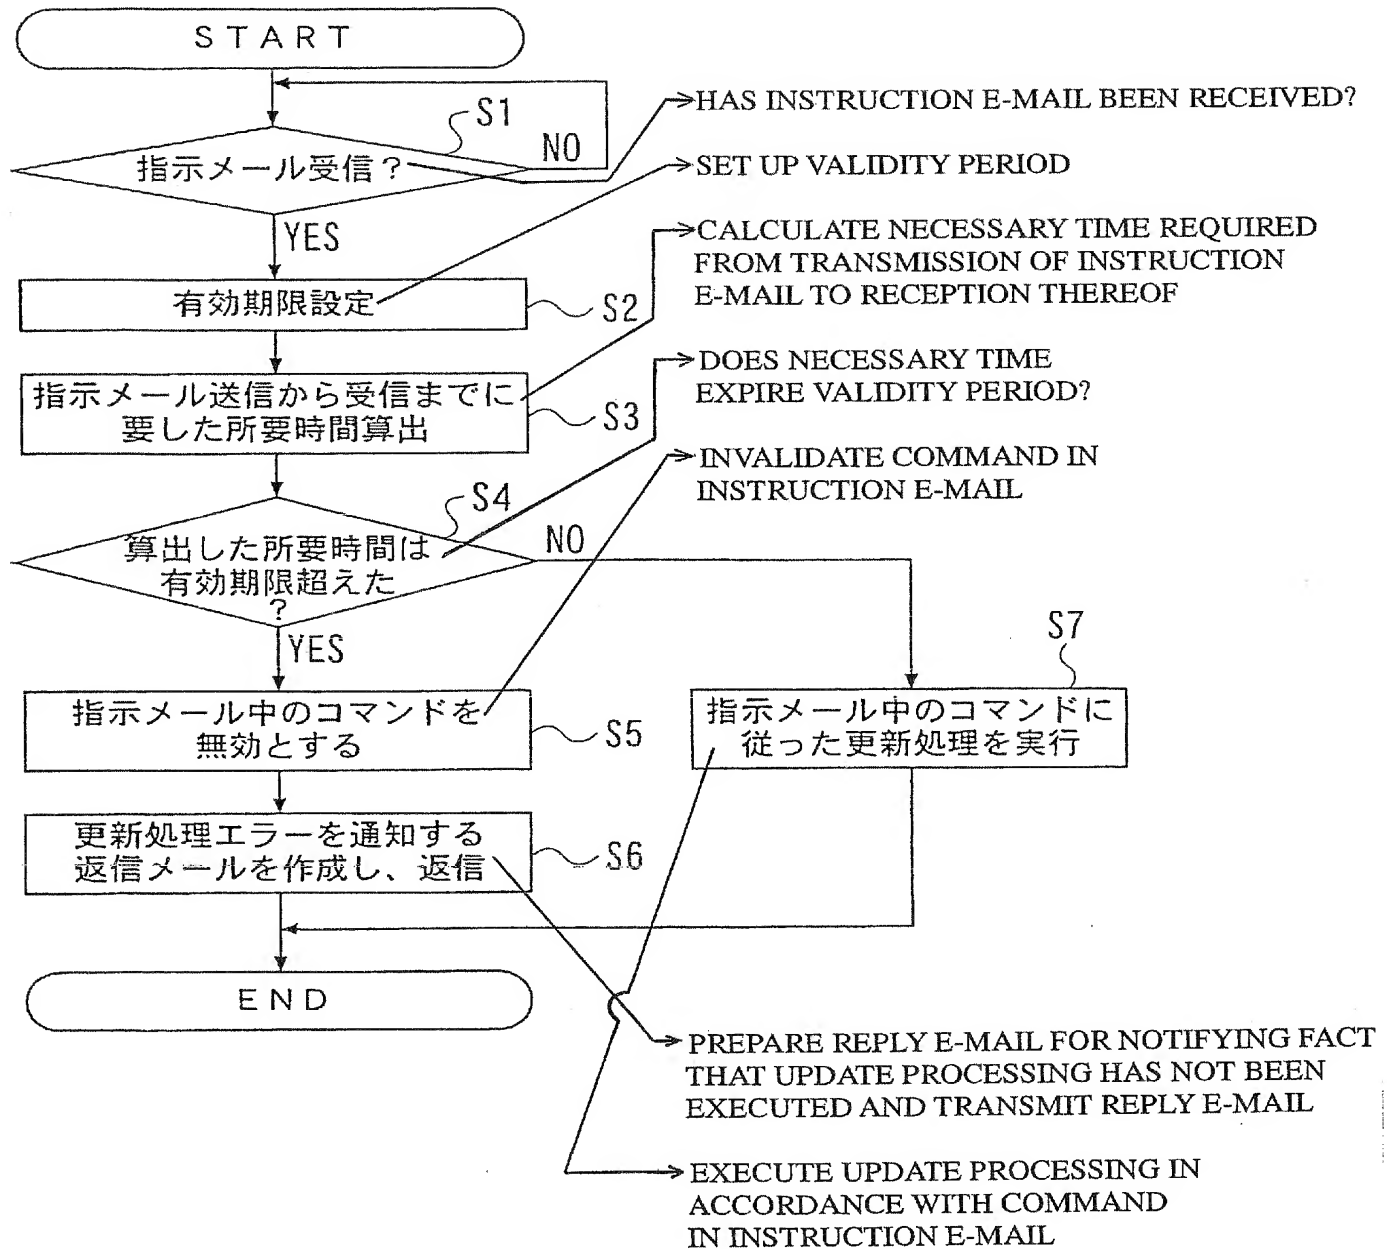 START
HAS INSTRUCTION E-MAIL BEEN RECEIVED?
S1
NO
指示メール受信?
SET UP VALIDITY PERIOD
YES
CALCULATE NECESSARY TIME REQUIRED
FROM TRANSMISSION OF INSTRUCTION
E-MAIL TO RECEPTION THEREOF
有効期限設定
S2
DOES NECESSARY TIME
EXPIRE VALIDITY PERIOD?
指示メール送信から受信までに
要した所要時間算出
S3
INVALIDATE COMMAND IN
INSTRUCTION E-MAIL
S4
算出した所要時間は
有効期限超えた
?
NO
YES
S7
指示メール中のコマンドを
無効とする
S5
指示メール中のコマンドに
従った更新処理を実行
更新処理エラーを通知する
返信メールを作成し、返信
S6
END
PREPARE REPLY E-MAIL FOR NOTIFYING FACT
THAT UPDATE PROCESSING HAS NOT BEEN
EXECUTED AND TRANSMIT REPLY E-MAIL
EXECUTE UPDATE PROCESSING IN
ACCORDANCE WITH COMMAND
IN INSTRUCTION E-MAIL